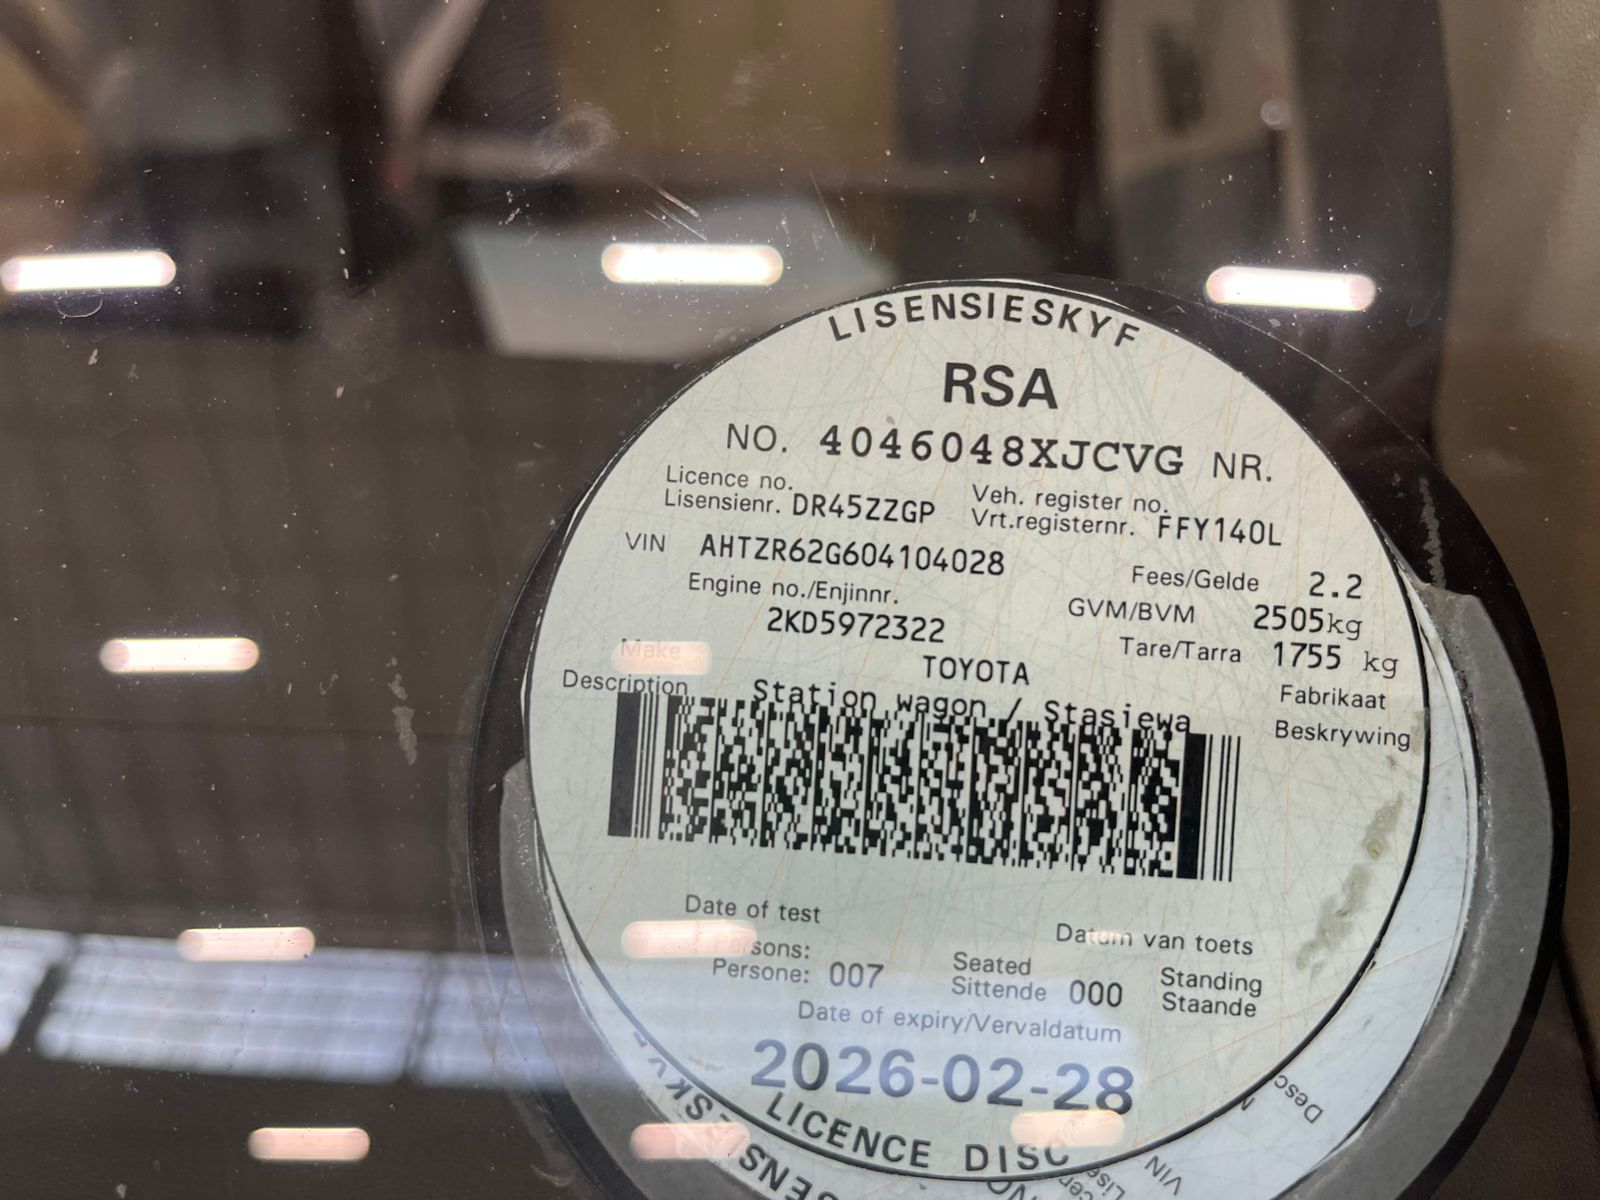 LISENSIESKYF
RSA
NO. 4046048XJCVG NR.
Licence no.
Lisensienr. DR45ZZGP
Veh. register no.
Vrt.registernr. FFY140L
VIN AHTZR62G604104028
Fees/Gelde 2.2
Engine no./Enjinnr.
2KD5972322
GVM/BVM 2505kg
Tare/Tarra 1755 kg
Make TOYOTA Fabrikaat
Description Station wagon / Stasiewa Beskrywing
Date of test Datum van toets
Persons:
Persone: 007
Seated
Sittende 000
Standing
Staande
Date of expiry/Vervaldatum
2026-02-28
LICENCE DISC
Desc
VIN